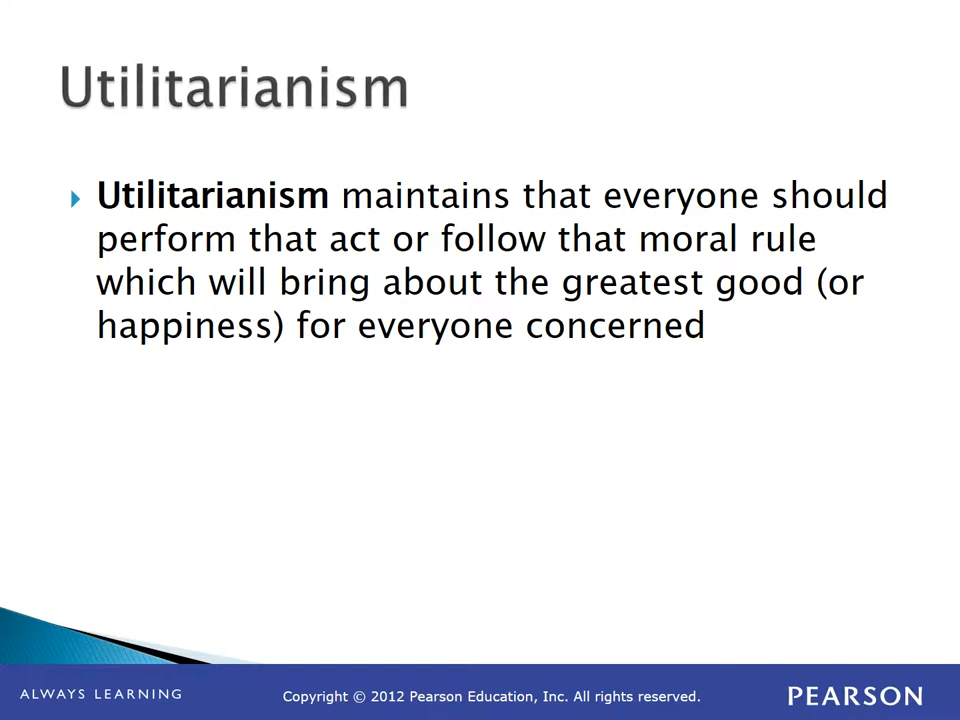 Utilitarianism
Utilitarianism maintains that everyone should
perform that act or follow that moral rule
which will bring about the greatest good (or
happiness) for everyone concerned
ALWAYS LEARNING
Copyright © 2012 Pearson Education, Inc. All rights reserved.
PEARSON